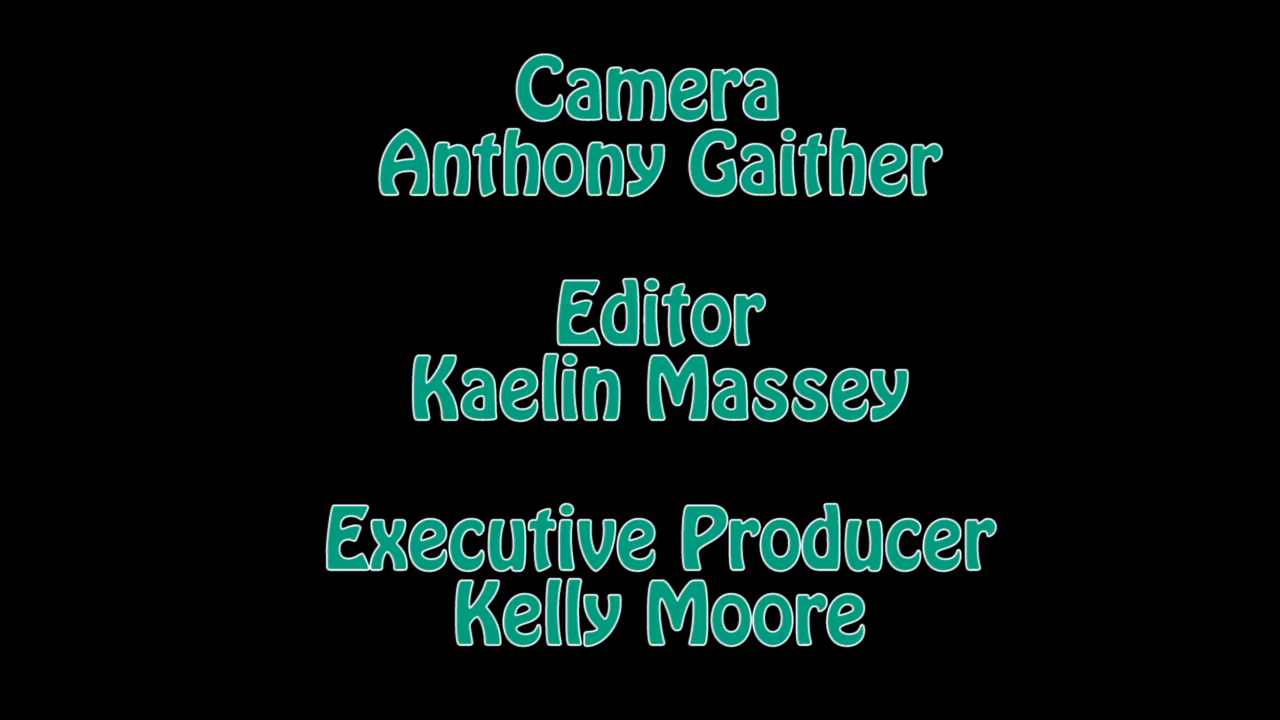 Camera
Anthony Gaither
Editor
Kaelin Massey
Executive Producer
Kelly Moore